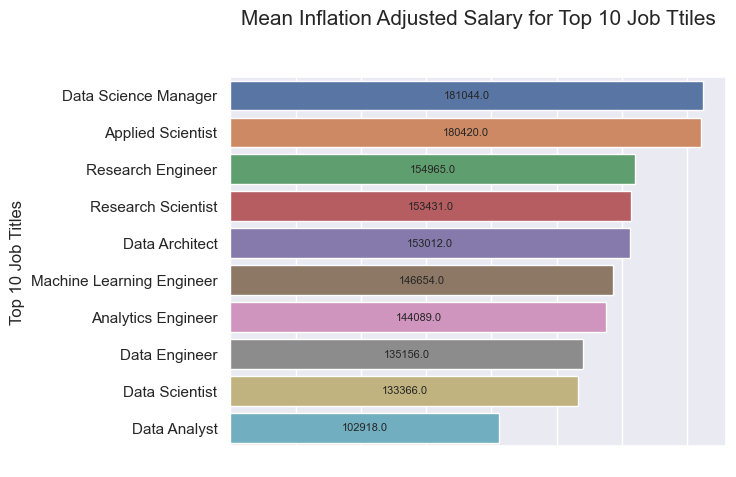 Mean Inflation Adjusted Salary for Top 10 Job Ttiles
Top 10 Job Titles
Data Science Manager 181044.0
Applied Scientist 180420.0
Research Engineer 154965.0
Research Scientist 153431.0
Data Architect 153012.0
Machine Learning Engineer 146654.0
Analytics Engineer 144089.0
Data Engineer 135156.0
Data Scientist 133366.0
Data Analyst 102918.0